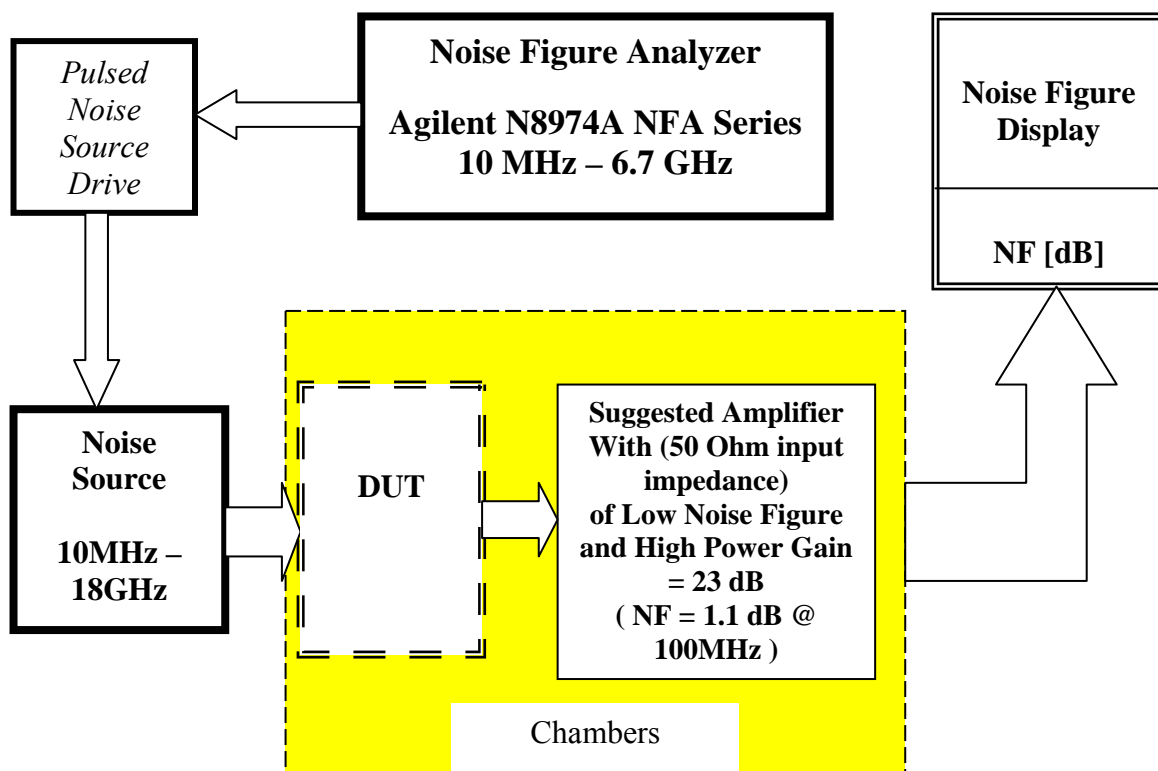 Pulsed
Noise
Source
Drive
Noise Figure Analyzer
Agilent N8974A NFA Series
10 MHz – 6.7 GHz
Noise Figure
Display
NF [dB]
Noise
Source
10MHz –
18GHz
DUT
Suggested Amplifier
With (50 Ohm input
impedance)
of Low Noise Figure
and High Power Gain
= 23 dB
( NF = 1.1 dB @
100MHz )
Chambers